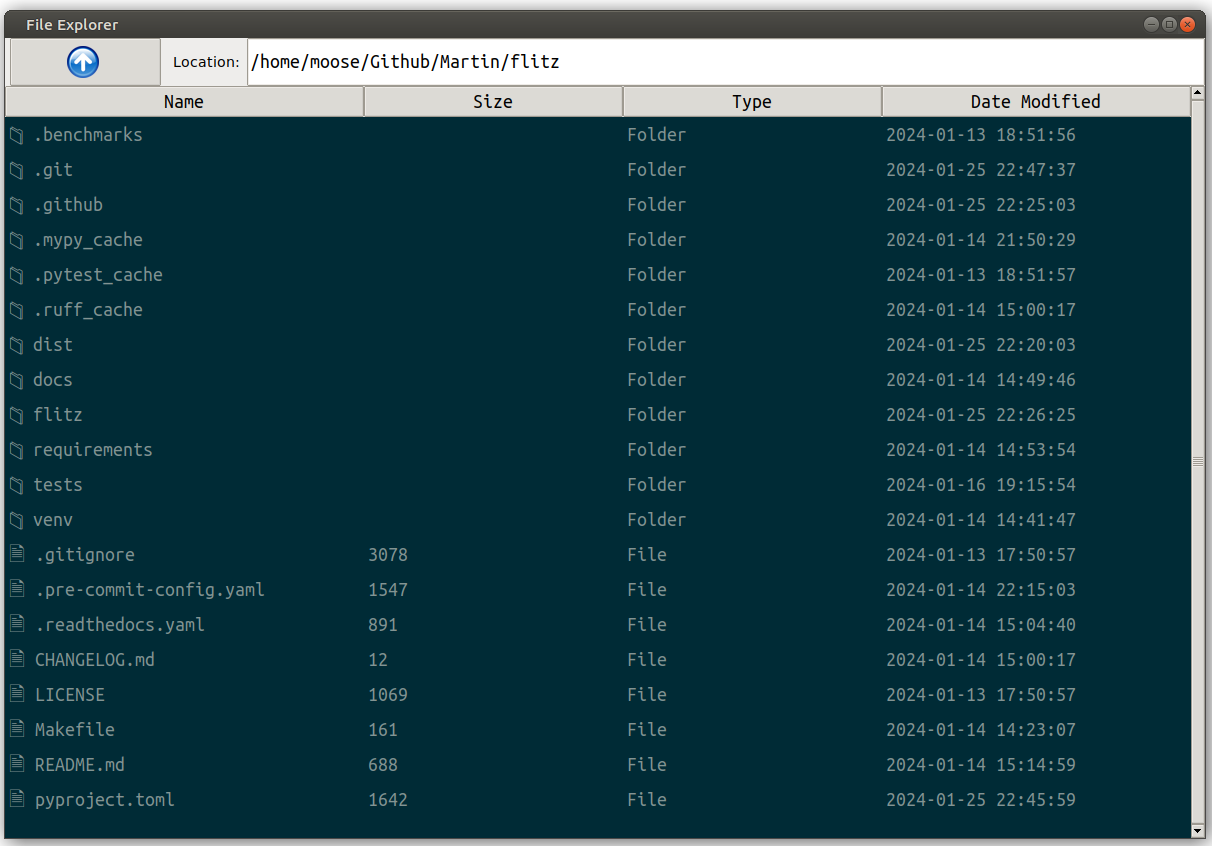 File Explorer
Location: /home/moose/Github/Martin/flitz
Name Size Type Date Modified
.benchmarks Folder 2024-01-13 18:51:56
.git Folder 2024-01-25 22:47:37
.github Folder 2024-01-25 22:25:03
.mypy_cache Folder 2024-01-14 21:50:29
.pytest_cache Folder 2024-01-13 18:51:57
.ruff_cache Folder 2024-01-14 15:00:17
dist Folder 2024-01-25 22:20:03
docs Folder 2024-01-14 14:49:46
flitz Folder 2024-01-25 22:26:25
requirements Folder 2024-01-14 14:53:54
tests Folder 2024-01-16 19:15:54
venv Folder 2024-01-14 14:41:47
.gitignore 3078 File 2024-01-13 17:50:57
.pre-commit-config.yaml 1547 File 2024-01-14 22:15:03
.readthedocs.yaml 891 File 2024-01-14 15:04:40
CHANGELOG.md 12 File 2024-01-14 15:00:17
LICENSE 1069 File 2024-01-13 17:50:57
Makefile 161 File 2024-01-14 14:23:07
README.md 688 File 2024-01-14 15:14:59
pyproject.toml 1642 File 2024-01-25 22:45:59